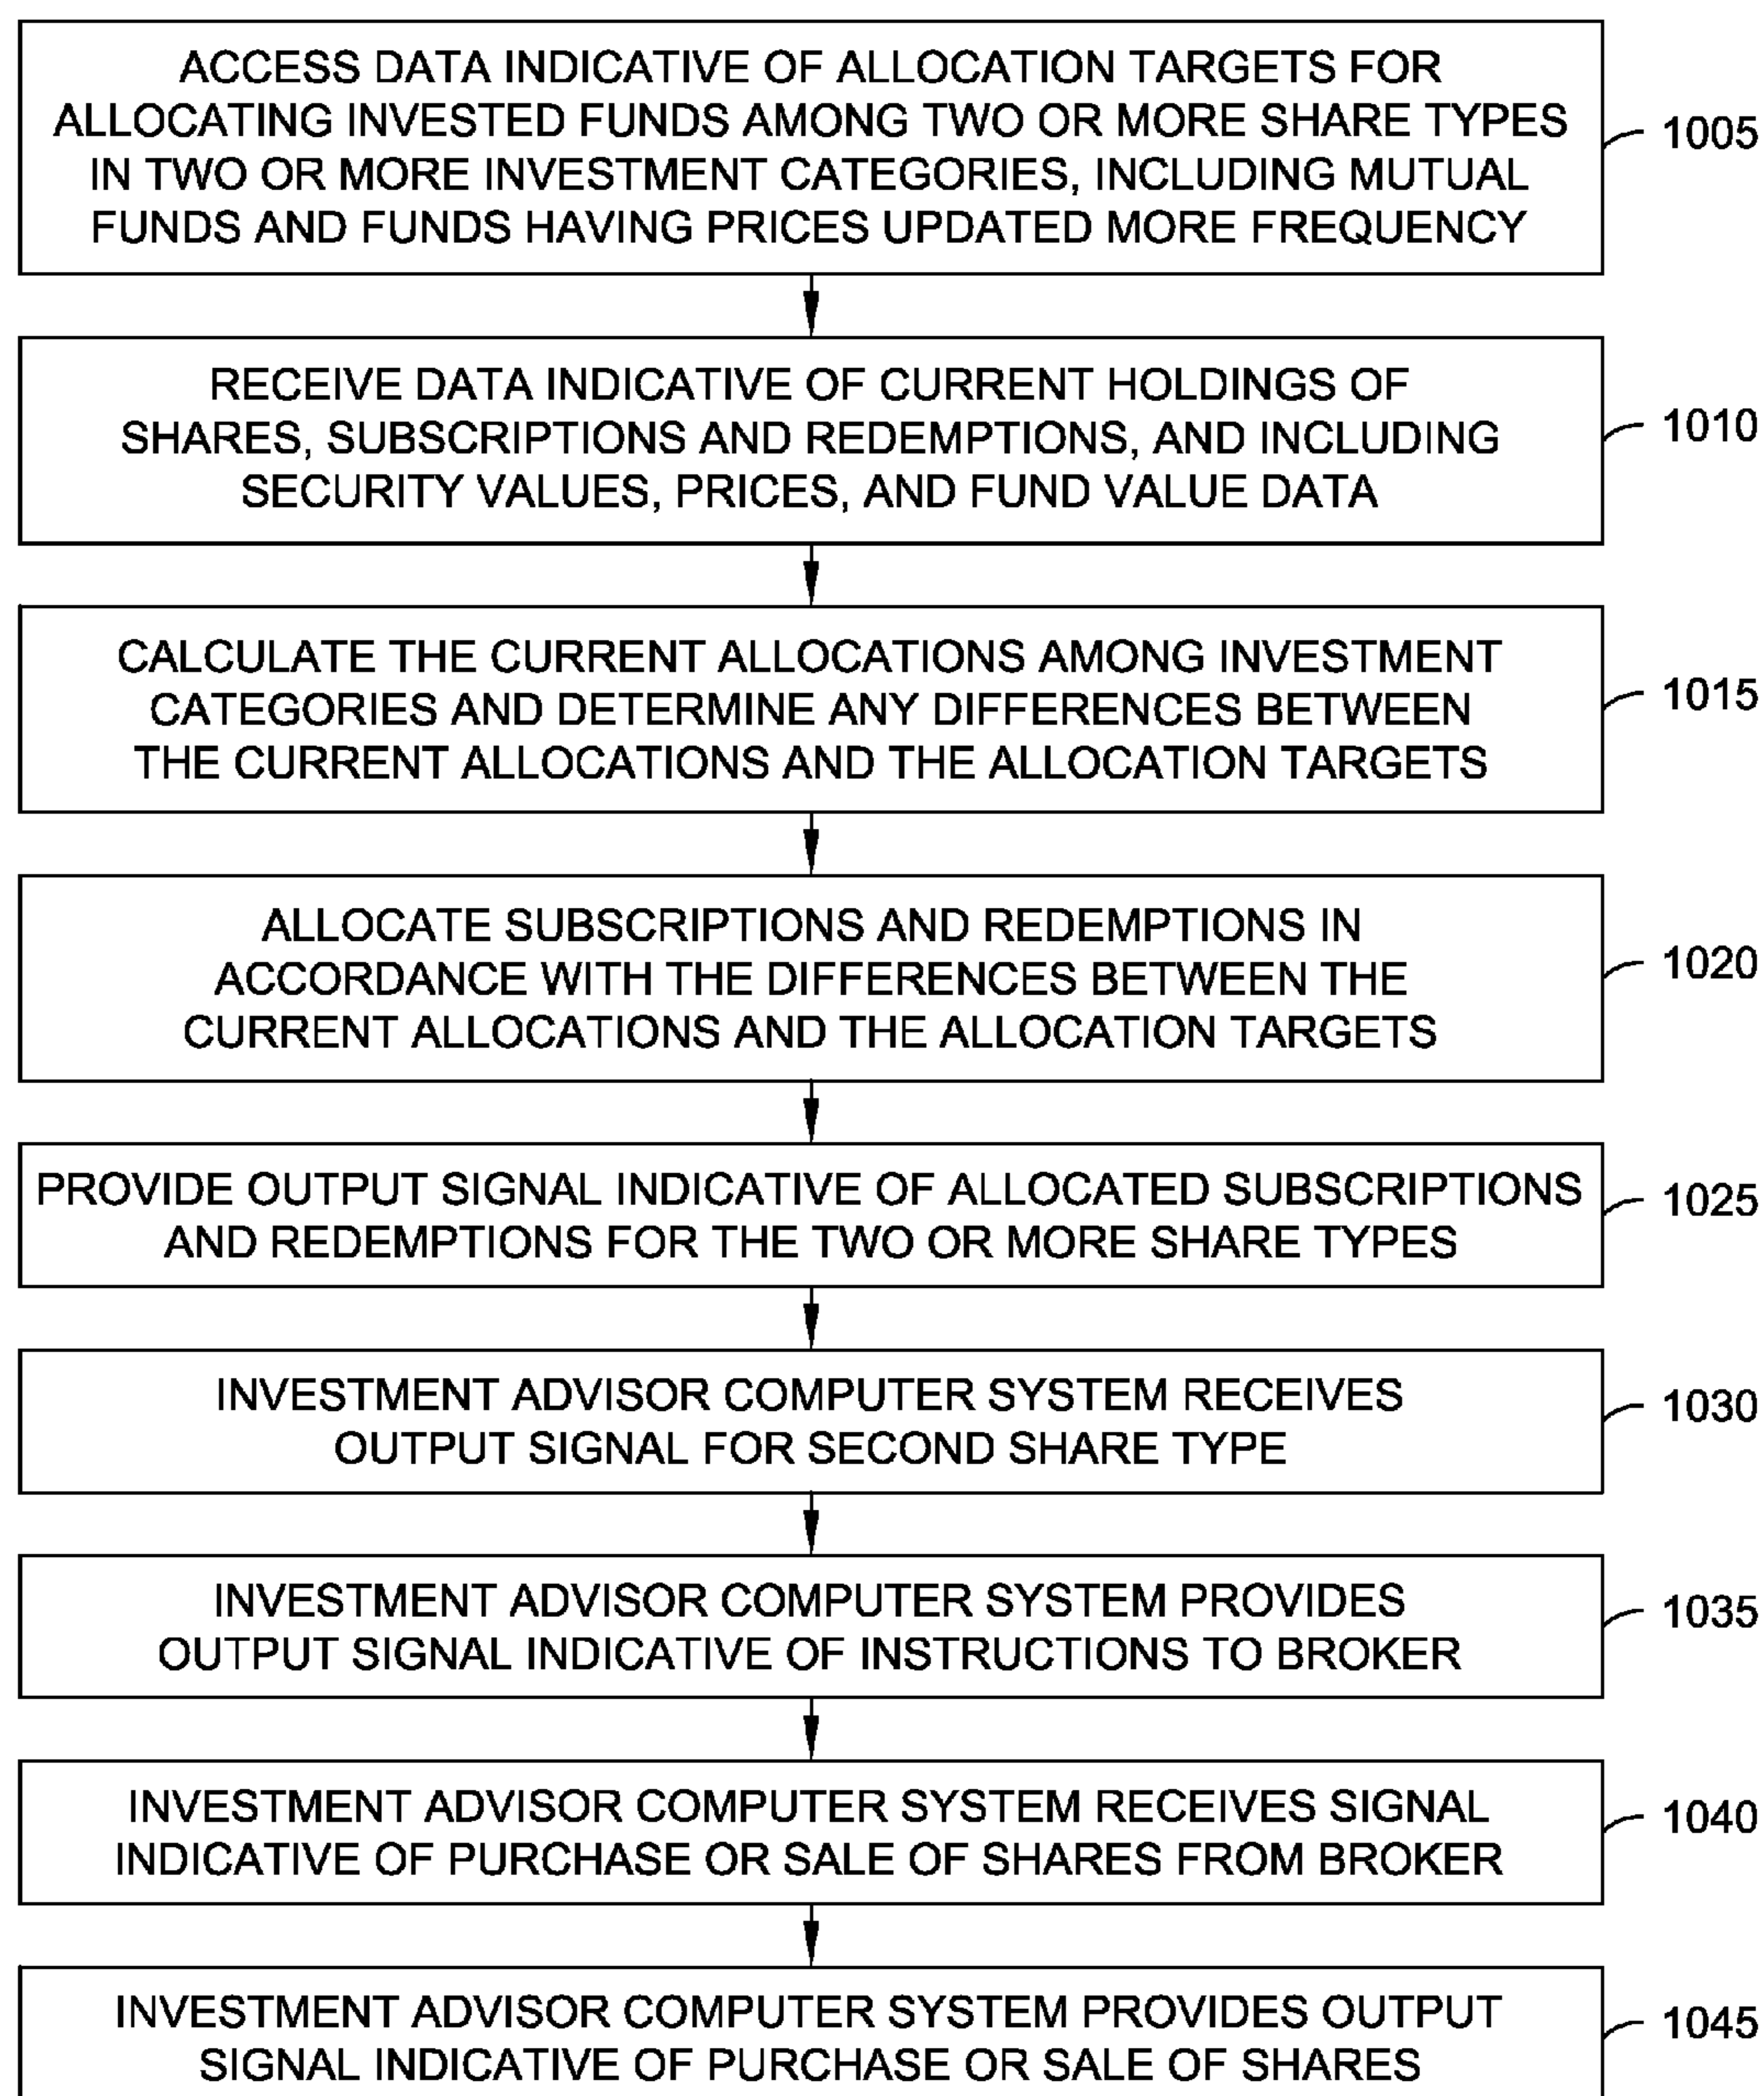 ACCESS DATA INDICATIVE OF ALLOCATION TARGETS FOR
ALLOCATING INVESTED FUNDS AMONG TWO OR MORE SHARE TYPES
IN TWO OR MORE INVESTMENT CATEGORIES, INCLUDING MUTUAL
FUNDS AND FUNDS HAVING PRICES UPDATED MORE FREQUENCY
1005
RECEIVE DATA INDICATIVE OF CURRENT HOLDINGS OF
SHARES, SUBSCRIPTIONS AND REDEMPTIONS, AND INCLUDING
SECURITY VALUES, PRICES, AND FUND VALUE DATA
1010
CALCULATE THE CURRENT ALLOCATIONS AMONG INVESTMENT
CATEGORIES AND DETERMINE ANY DIFFERENCES BETWEEN
THE CURRENT ALLOCATIONS AND THE ALLOCATION TARGETS
1015
ALLOCATE SUBSCRIPTIONS AND REDEMPTIONS IN
ACCORDANCE WITH THE DIFFERENCES BETWEEN THE
CURRENT ALLOCATIONS AND THE ALLOCATION TARGETS
1020
PROVIDE OUTPUT SIGNAL INDICATIVE OF ALLOCATED SUBSCRIPTIONS
AND REDEMPTIONS FOR THE TWO OR MORE SHARE TYPES
1025
INVESTMENT ADVISOR COMPUTER SYSTEM RECEIVES
OUTPUT SIGNAL FOR SECOND SHARE TYPE
1030
INVESTMENT ADVISOR COMPUTER SYSTEM PROVIDES
OUTPUT SIGNAL INDICATIVE OF INSTRUCTIONS TO BROKER
1035
INVESTMENT ADVISOR COMPUTER SYSTEM RECEIVES SIGNAL
INDICATIVE OF PURCHASE OR SALE OF SHARES FROM BROKER
1040
INVESTMENT ADVISOR COMPUTER SYSTEM PROVIDES OUTPUT
SIGNAL INDICATIVE OF PURCHASE OR SALE OF SHARES
1045